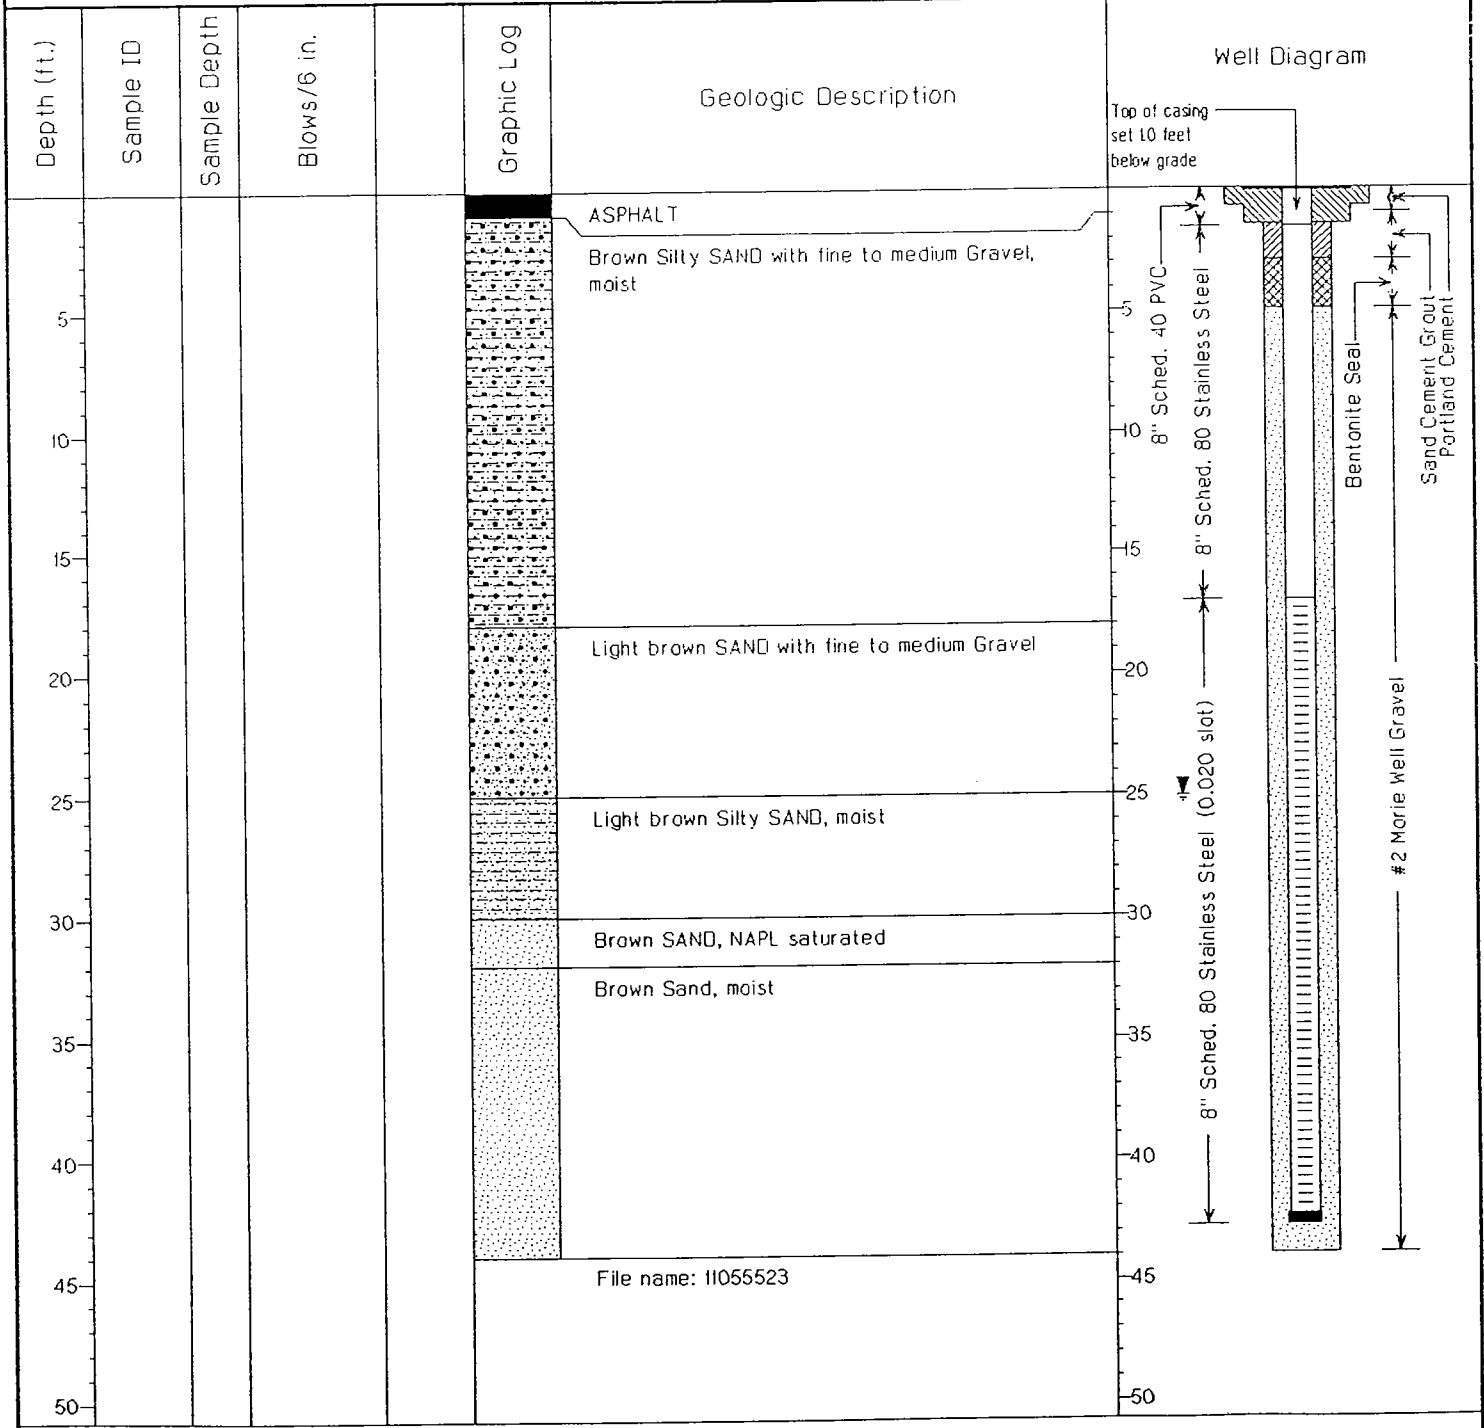 Depth (ft.)
Sample ID
Sample Depth
Blows/6 in.
Graphic Log
Geologic Description
Well Diagram
Top of casing
set 1.0 feet
below grade
ASPHALT
Brown Silty SAND with fine to medium Gravel,
moist
Light brown SAND with fine to medium Gravel
Light brown Silty SAND, moist
Brown SAND, NAPL saturated
Brown Sand, moist
File name: 11055523
5
10
15
20
25
30
35
40
45
50
5
10
15
20
25
30
35
40
45
50
8" Sched. 40 PVC
8" Sched. 80 Stainless Steel
8" Sched. 80 Stainless Steel (0.020 slot)
Bentonite Seal
#2 Morie Well Gravel
Sand Cement Grout
Portland Cement